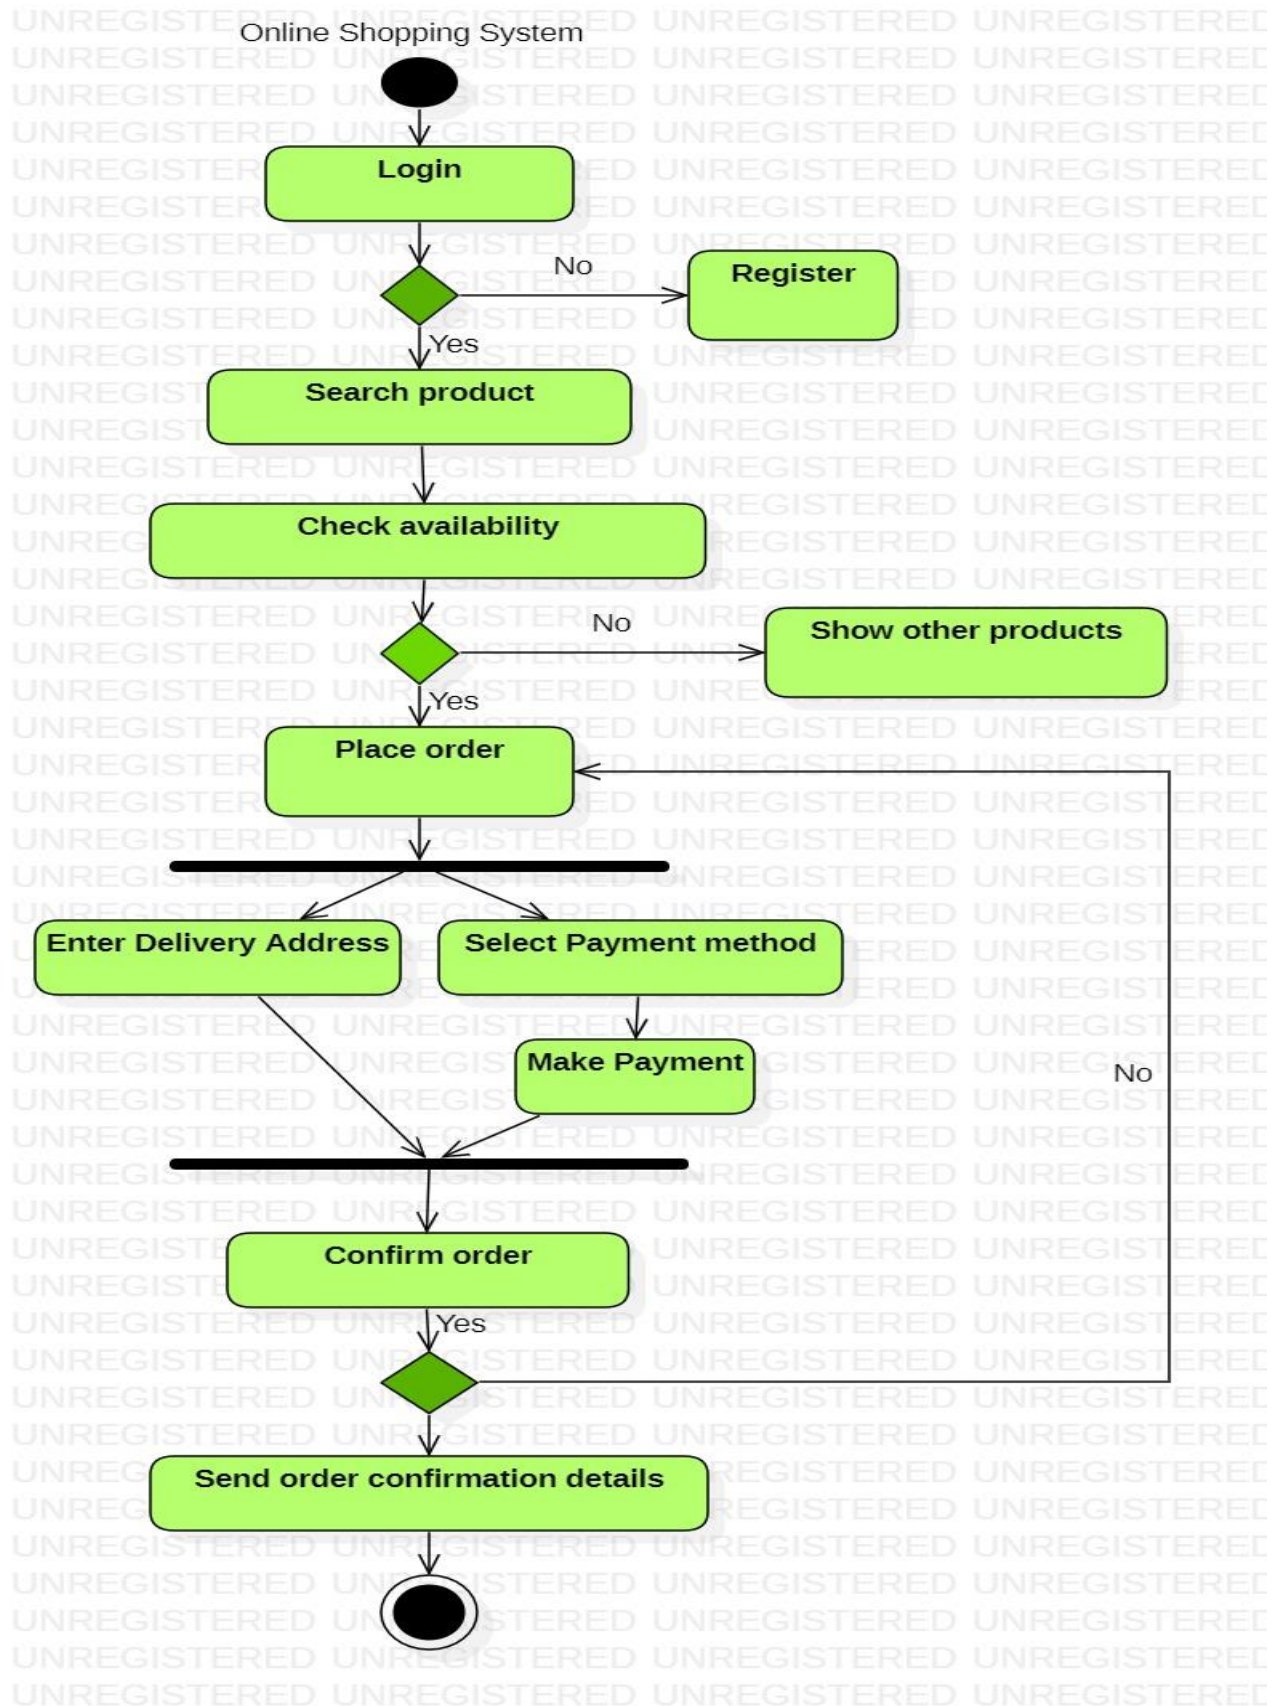 Online Shopping System
Login
No
Register
Yes
Search product
Check availability
No
Show other products
Yes
Place order
Enter Delivery Address
Select Payment method
Make Payment
No
Confirm order
Yes
Send order confirmation details
UNREGISTERED